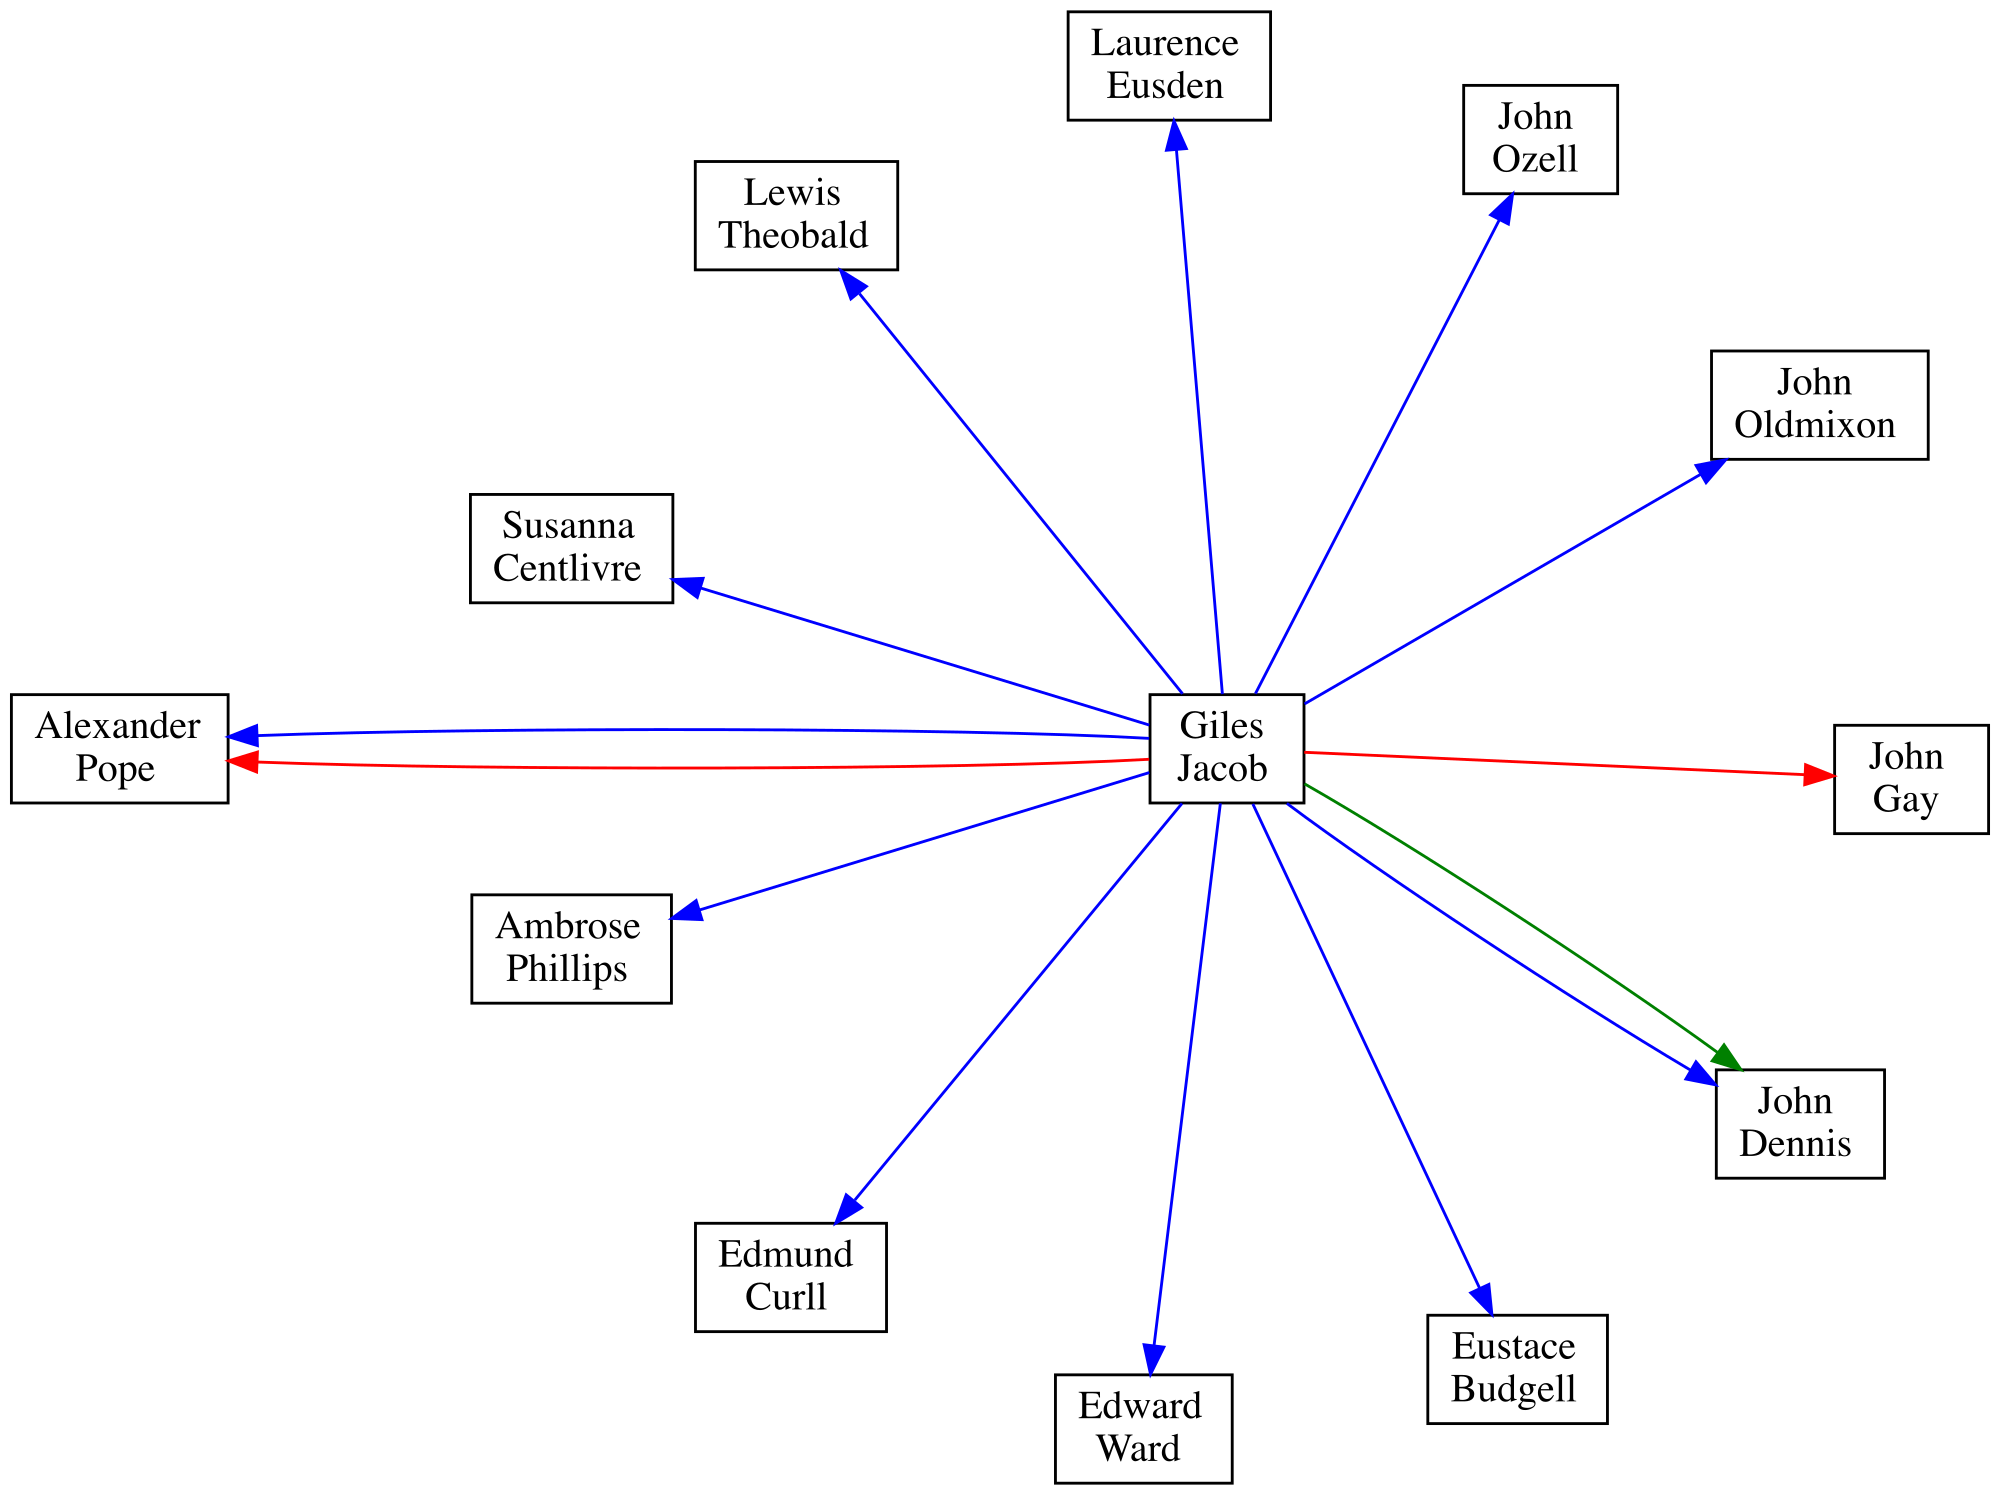 Laurence
Eusden
John
Ozell
Lewis
Theobald
John
Oldmixon
Susanna
Centlivre
Alexander
Pope
Giles
Jacob
John
Gay
Ambrose
Phillips
John
Dennis
Edmund
Curll
Eustace
Budgell
Edward
Ward